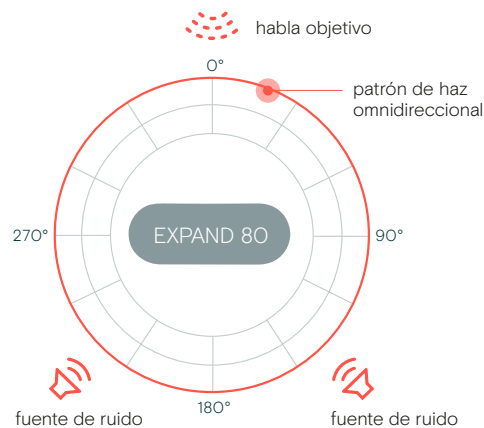 habla objetivo
0°
patrón de haz
omnidireccional
270°
EXPAND 80
90°
180°
fuente de ruido
fuente de ruido